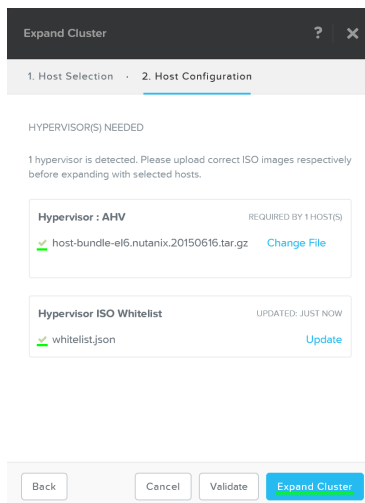 Expand Cluster ? ×
1. Host Selection · 2. Host Configuration
HYPERVISOR(S) NEEDED
1 hypervisor is detected. Please upload correct ISO images respectively
before expanding with selected hosts.
Hypervisor : AHV REQUIRED BY 1 HOST(S)
host-bundle-el6.nutanix.20150616.tar.gz Change File
Hypervisor ISO Whitelist UPDATED: JUST NOW
whitelist.json Update
Back Cancel Validate Expand Cluster